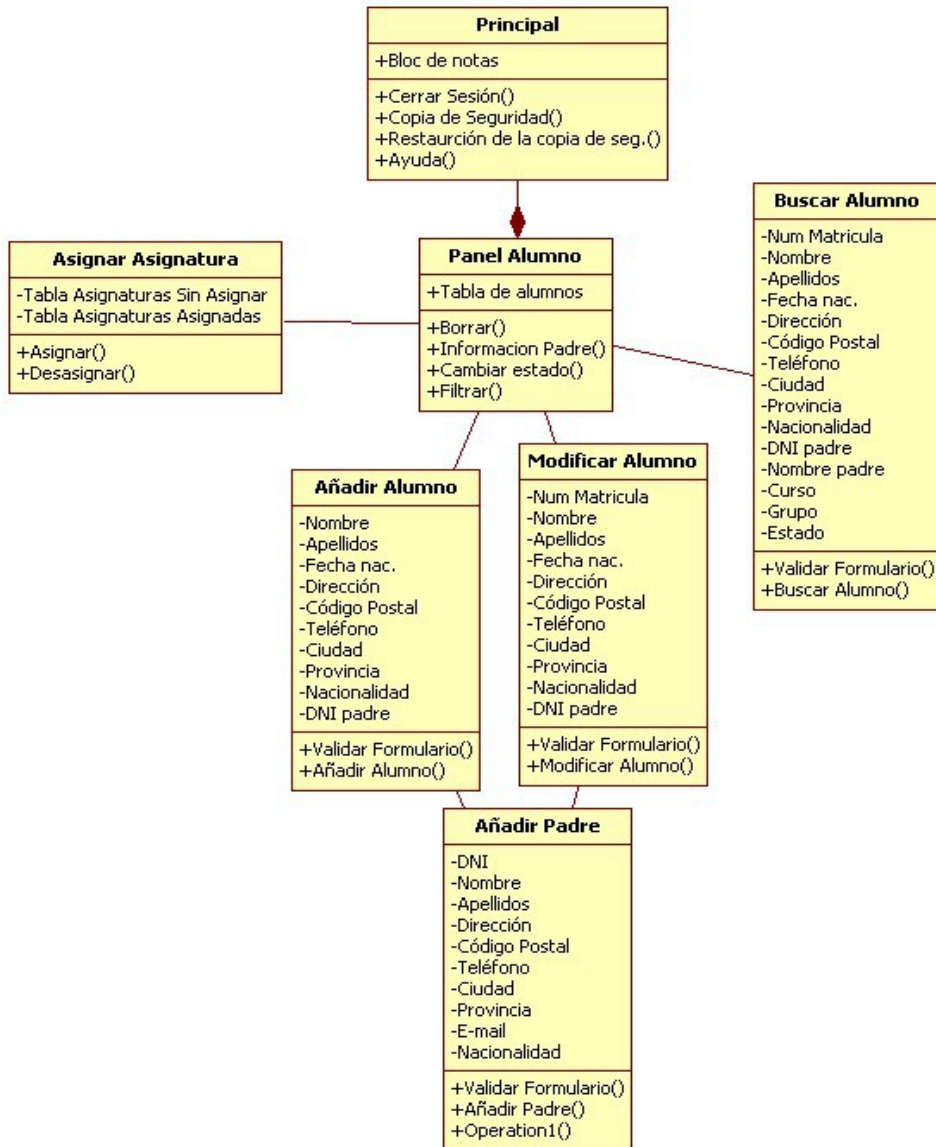 Principal
+Bloc de notas
+Cerrar Sesión()
+Copia de Seguridad()
+Restaurción de la copia de seg.()
+Ayuda()
Asignar Asignatura
-Tabla Asignaturas Sin Asignar
-Tabla Asignaturas Asignadas
+Asignar()
+Desasignar()
Panel Alumno
+Tabla de alumnos
+Borrar()
+Informacion Padre()
+Cambiar estado()
+Filtrar()
Buscar Alumno
-Num Matricula
-Nombre
-Apellidos
-Fecha nac.
-Dirección
-Código Postal
-Teléfono
-Ciudad
-Provincia
-Nacionalidad
-DNI padre
-Nombre padre
-Curso
-Grupo
-Estado
+Validar Formulario()
+Buscar Alumno()
Añadir Alumno
-Nombre
-Apellidos
-Fecha nac.
-Dirección
-Código Postal
-Teléfono
-Ciudad
-Provincia
-Nacionalidad
-DNI padre
+Validar Formulario()
+Añadir Alumno()
Modificar Alumno
-Num Matricula
-Nombre
-Apellidos
-Fecha nac.
-Dirección
-Código Postal
-Teléfono
-Ciudad
-Provincia
-Nacionalidad
-DNI padre
+Validar Formulario()
+Modificar Alumno()
Añadir Padre
-DNI
-Nombre
-Apellidos
-Dirección
-Código Postal
-Teléfono
-Ciudad
-Provincia
-E-mail
-Nacionalidad
+Validar Formulario()
+Añadir Padre()
+Operation1()